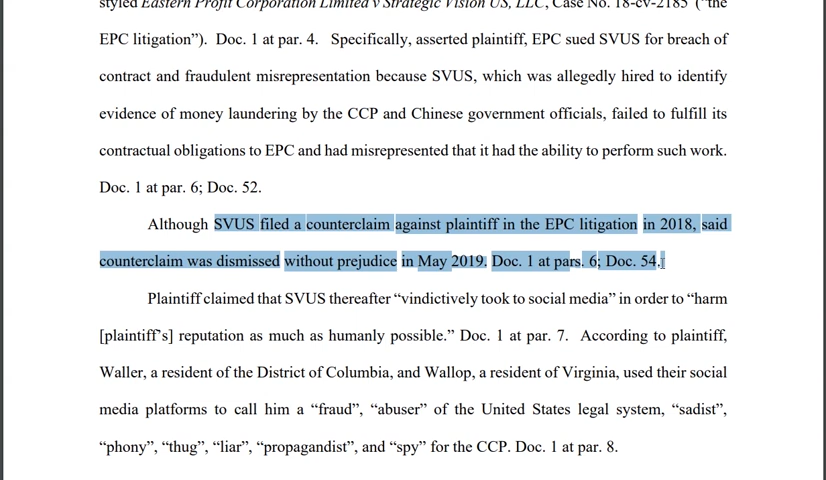 styled Eastern Profit Corporation Limited v Strategic Vision US, LLC, Case No. 18-cv-2185 (“the
EPC litigation”). Doc. 1 at par. 4. Specifically, asserted plaintiff, EPC sued SVUS for breach of
contract and fraudulent misrepresentation because SVUS, which was allegedly hired to identify
evidence of money laundering by the CCP and Chinese government officials, failed to fulfill its
contractual obligations to EPC and had misrepresented that it had the ability to perform such work.
Doc. 1 at par. 6; Doc. 52.
Although SVUS filed a counterclaim against plaintiff in the EPC litigation in 2018, said
counterclaim was dismissed without prejudice in May 2019. Doc. 1 at pars. 6; Doc. 54.
Plaintiff claimed that SVUS thereafter “vindictively took to social media” in order to “harm
[plaintiff’s] reputation as much as humanly possible.” Doc. 1 at par. 7. According to plaintiff,
Waller, a resident of the District of Columbia, and Wallop, a resident of Virginia, used their social
media platforms to call him a “fraud”, “abuser” of the United States legal system, “sadist”,
“phony”, “thug”, “liar”, “propagandist”, and “spy” for the CCP. Doc. 1 at par. 8.